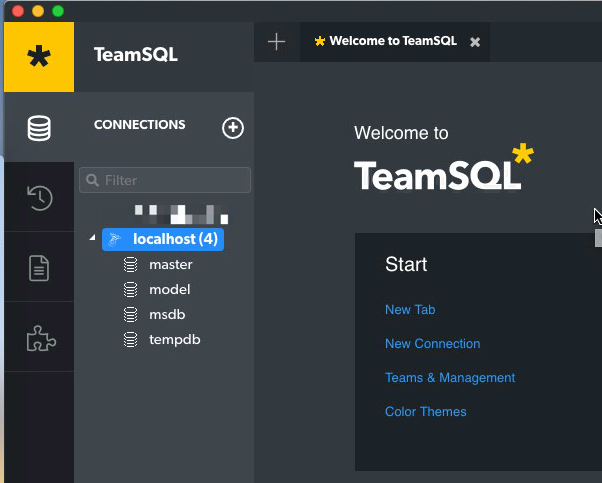 TeamSQL
Welcome to TeamSQL
CONNECTIONS
Filter
localhost (4)
master
model
msdb
tempdb
Welcome to
TeamSQL
Start
New Tab
New Connection
Teams & Management
Color Themes